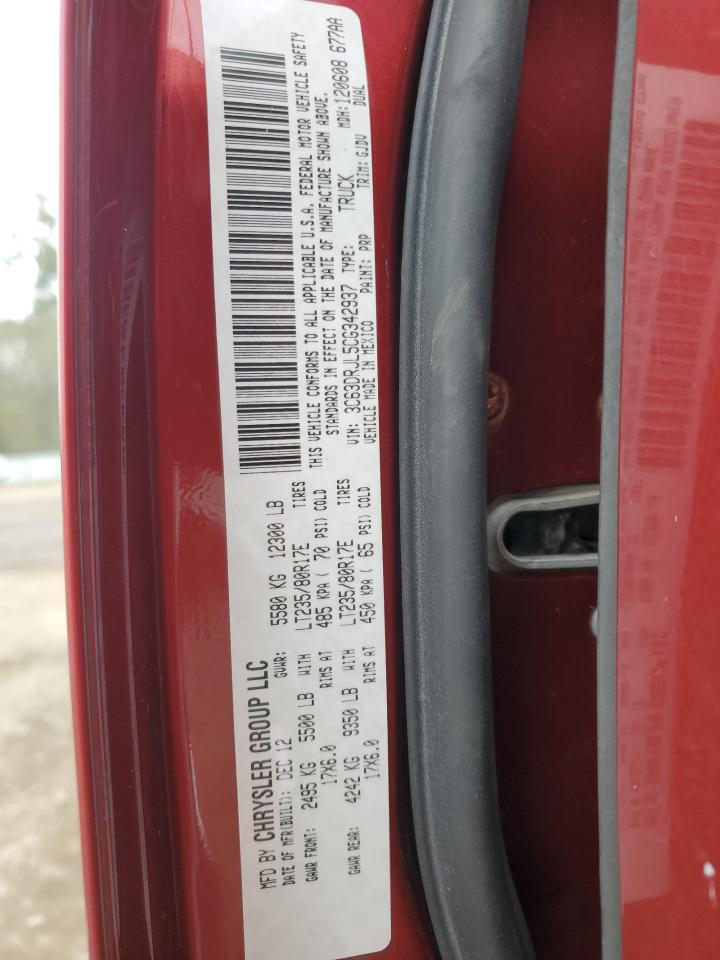 MFD BY CHRYSLER GROUP LLC
DATE OF MFR(BUILT): DEC 12 GVWR: 5580 KG 12300 LB
GAWR FRONT: 2495 KG 5500 LB WITH LT235/80R17E TIRES
17X6.0 RIMS AT 485 KPA ( 70 PSI) COLD
GAWR REAR: 4242 KG 9350 LB WITH LT235/80R17E TIRES
17X6.0 RIMS AT 450 KPA ( 65 PSI) COLD
THIS VEHICLE CONFORMS TO ALL APPLICABLE U.S.A. FEDERAL MOTOR VEHICLE SAFETY
STANDARDS IN EFFECT ON THE DATE OF MANUFACTURE SHOWN ABOVE.
VIN: 3C63DRJL5CG342937 TYPE: TRUCK MDH: 120608 677AA
VEHICLE MADE IN MEXICO PAINT: PRP TRIM: GJDV DUAL